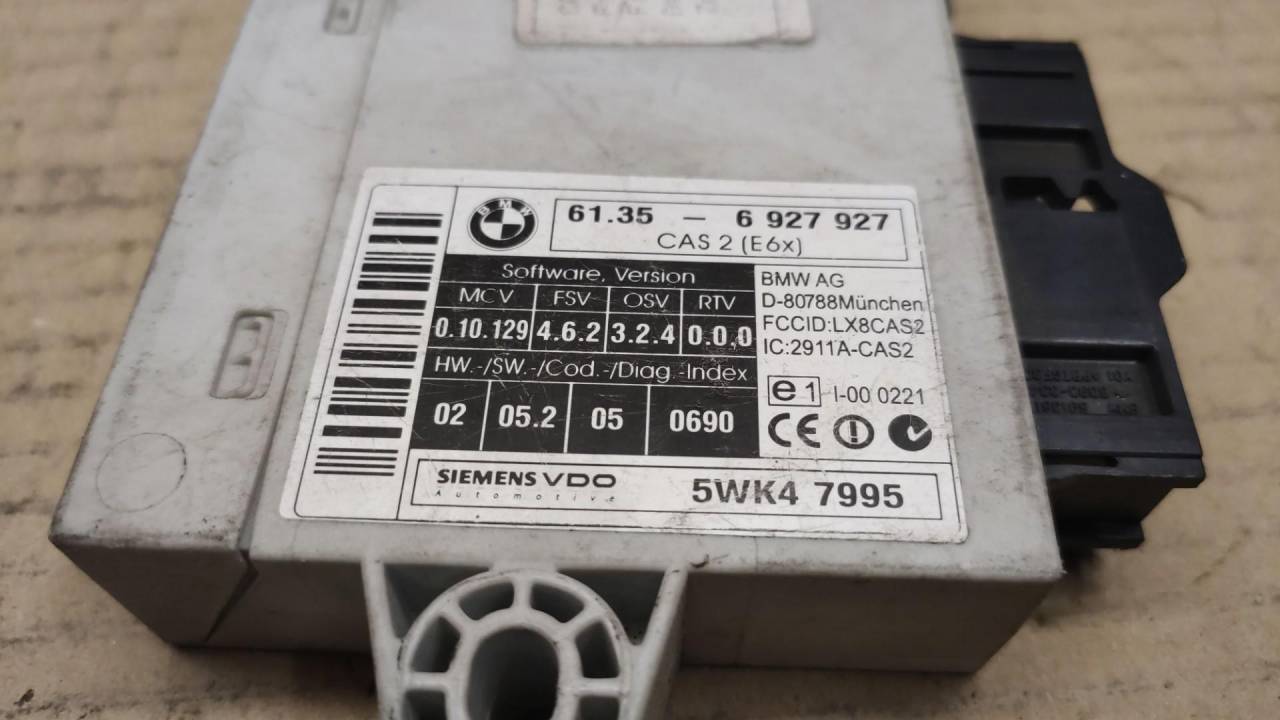 BMW
61.35 – 6 927 927
CAS 2 (E6x)
Software, Version
MCV FSV OSV RTV
0.10.129 4.6.2 3.2.4 0.0.0
HW.-/SW.-/Cod.-/Diag.-Index
02 05.2 05 0690
BMW AG
D-80788München
FCCID:LX8CAS2
IC:2911A-CAS2
e1 I-00 0221
CE
SIEMENS VDO
Automotive
5WK4 7995